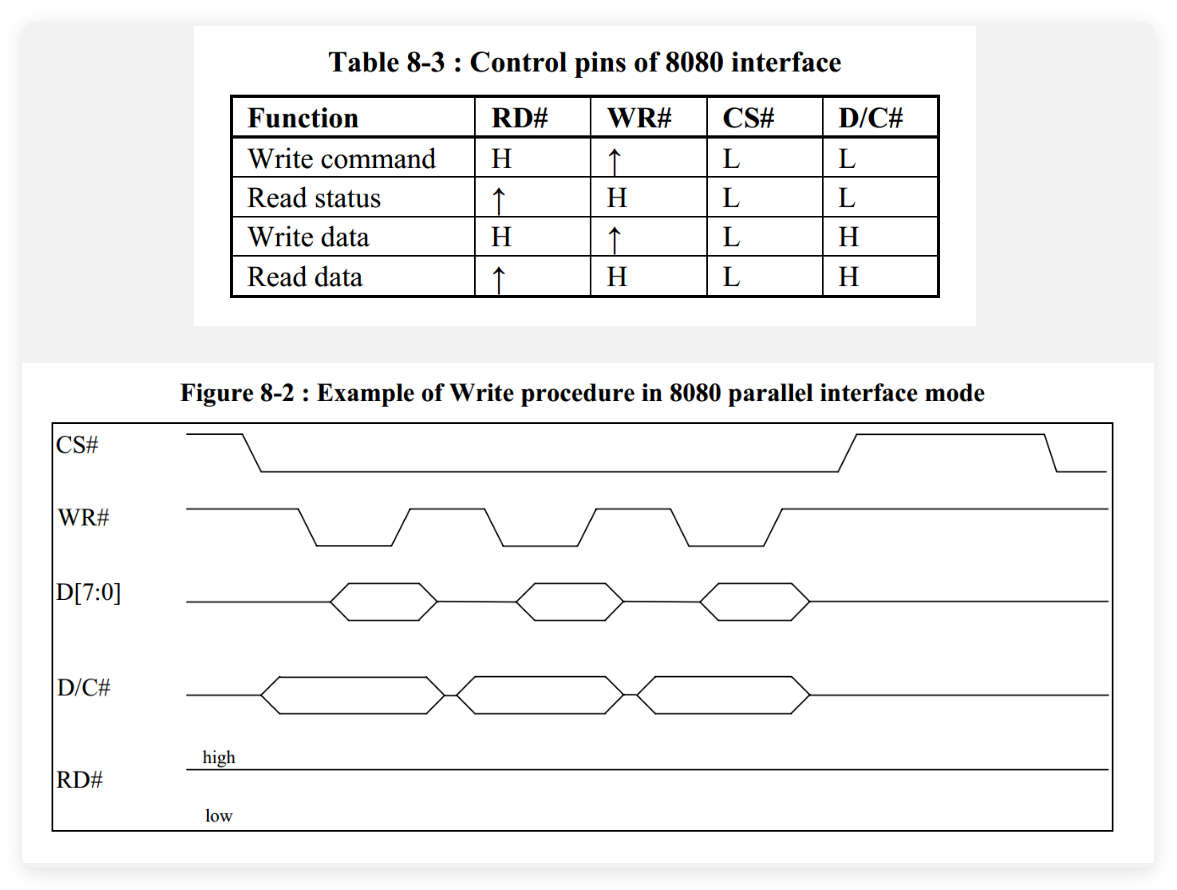 Table 8-3 : Control pins of 8080 interface
Function RD# WR# CS# D/C#
Write command H ↑ L L
Read status ↑ H L L
Write data H ↑ L H
Read data ↑ H L H
Figure 8-2 : Example of Write procedure in 8080 parallel interface mode
CS#
WR#
D[7:0]
D/C#
high
RD#
low